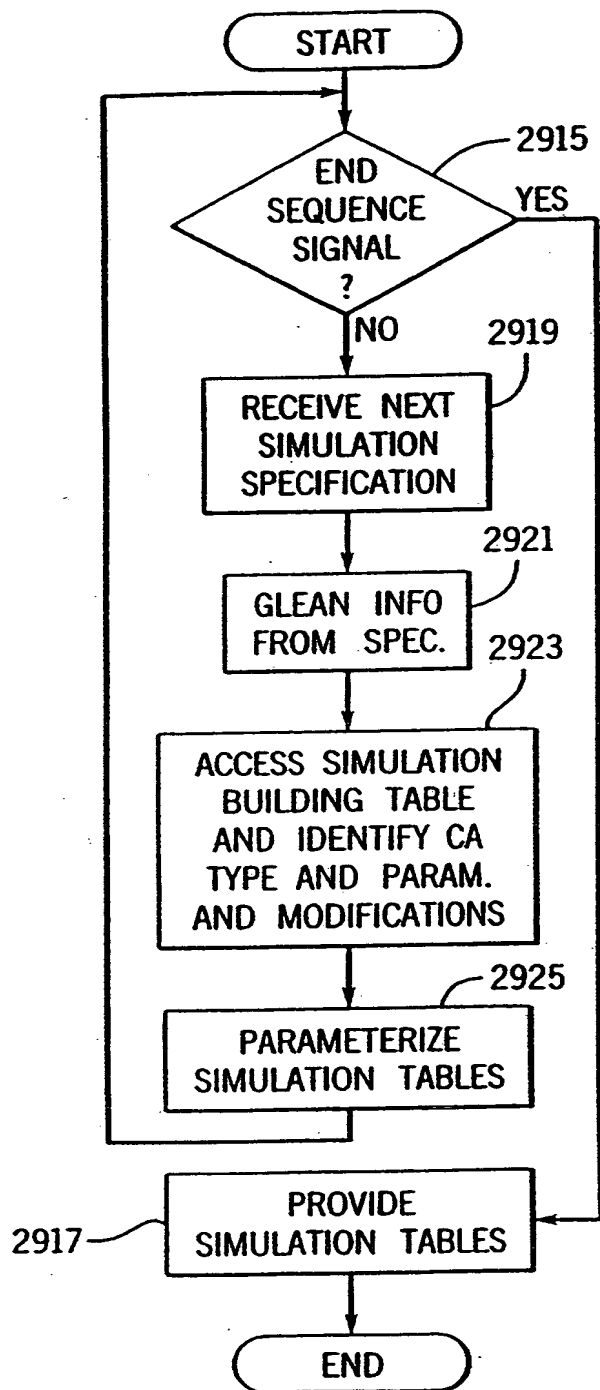 START
2915
END
SEQUENCE
SIGNAL
?
YES
NO
2919
RECEIVE NEXT
SIMULATION
SPECIFICATION
2921
GLEAN INFO
FROM SPEC.
2923
ACCESS SIMULATION
BUILDING TABLE
AND IDENTIFY CA
TYPE AND PARAM.
AND MODIFICATIONS
2925
PARAMETERIZE
SIMULATION TABLES
PROVIDE
SIMULATION TABLES
2917
END